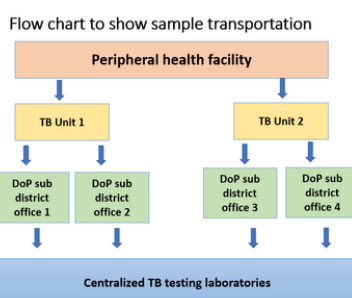 Flow chart to show sample transportation
Peripheral health facility
TB Unit 1
TB Unit 2
DoP sub
district
office 1
DoP sub
district
office 2
DoP sub
district
office 3
DoP sub
district
office 4
Centralized TB testing laboratories